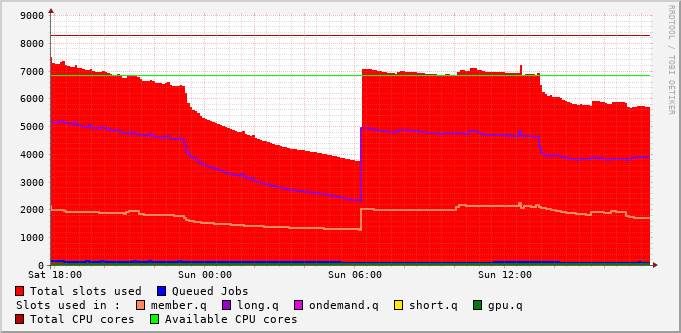 9000
8000
7000
6000
5000
4000
3000
2000
1000
0
Sat 18:00 Sun 00:00 Sun 06:00 Sun 12:00
Total slots used Queued Jobs
Slots used in : member.q long.q ondemand.q short.q gpu.q
Total CPU cores Available CPU cores
RRDTOOL / TOBI OETIKER